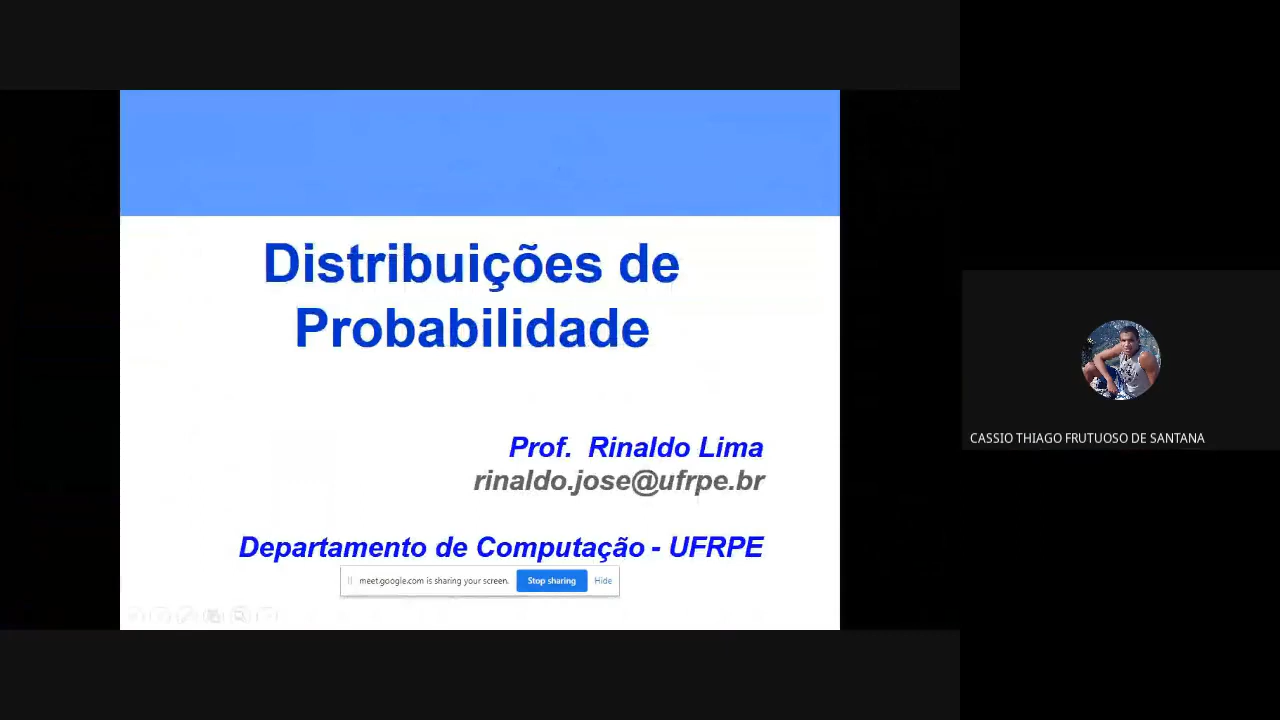 Distribuições de
Probabilidade
Prof. Rinaldo Lima
rinaldo.jose@ufrpe.br
Departamento de Computação - UFRPE
meet.google.com is sharing your screen. Stop sharing Hide
CASSIO THIAGO FRUTUOSO DE SANTANA